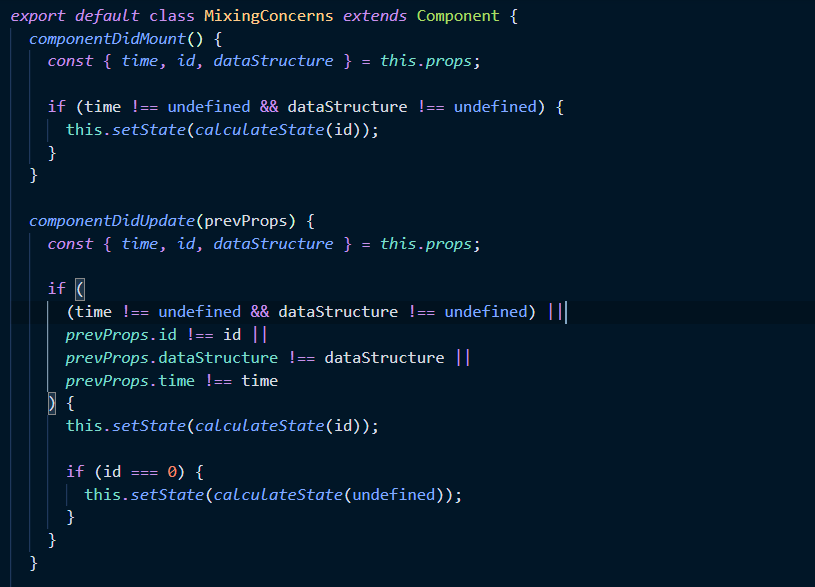 export default class MixingConcerns extends Component {
  componentDidMount() {
    const { time, id, dataStructure } = this.props;

    if (time !== undefined && dataStructure !== undefined) {
      this.setState(calculateState(id));
    }
  }

  componentDidUpdate(prevProps) {
    const { time, id, dataStructure } = this.props;

    if (
      (time !== undefined && dataStructure !== undefined) ||
      prevProps.id !== id ||
      prevProps.dataStructure !== dataStructure ||
      prevProps.time !== time
    ) {
      this.setState(calculateState(id));

      if (id === 0) {
        this.setState(calculateState(undefined));
      }
    }
  }